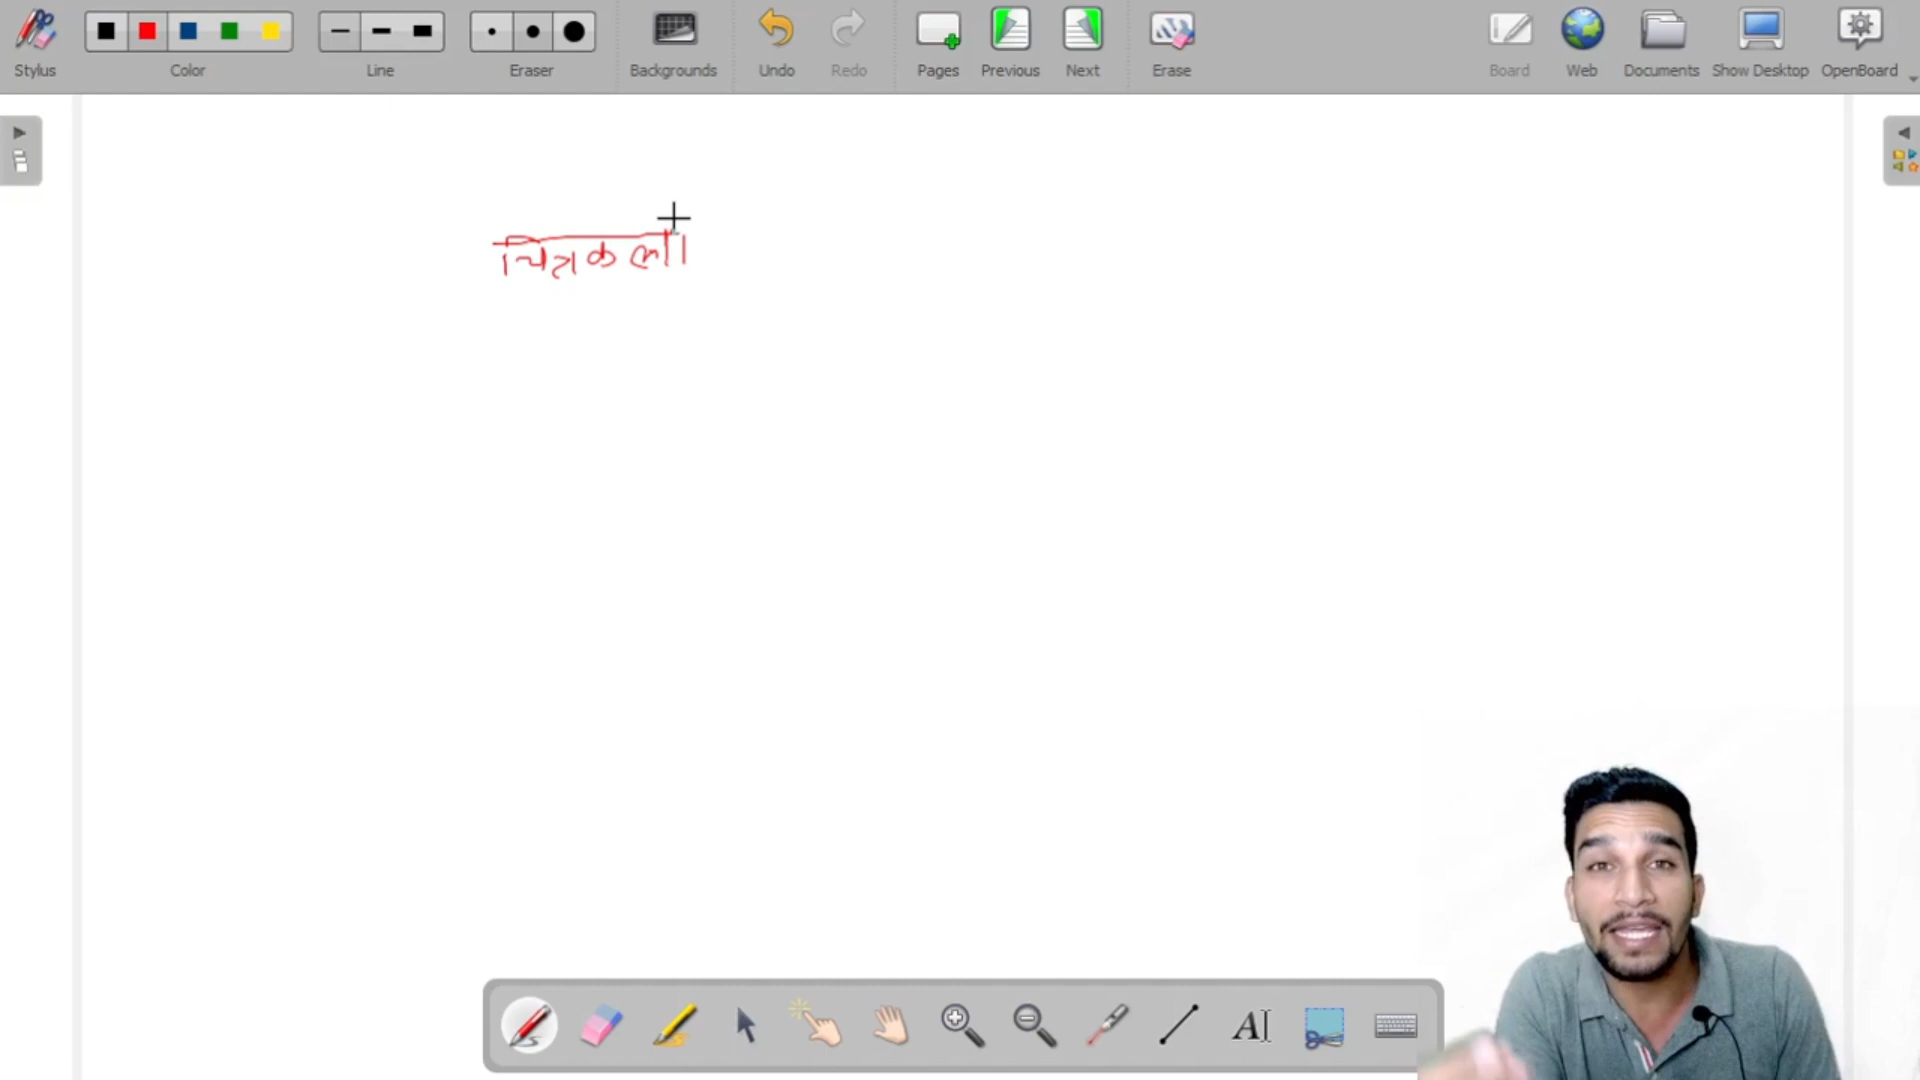 Stylus Color Line Eraser Backgrounds Undo Redo Pages Previous Next Erase Board Web Documents Show Desktop OpenBoard
चित्रकला